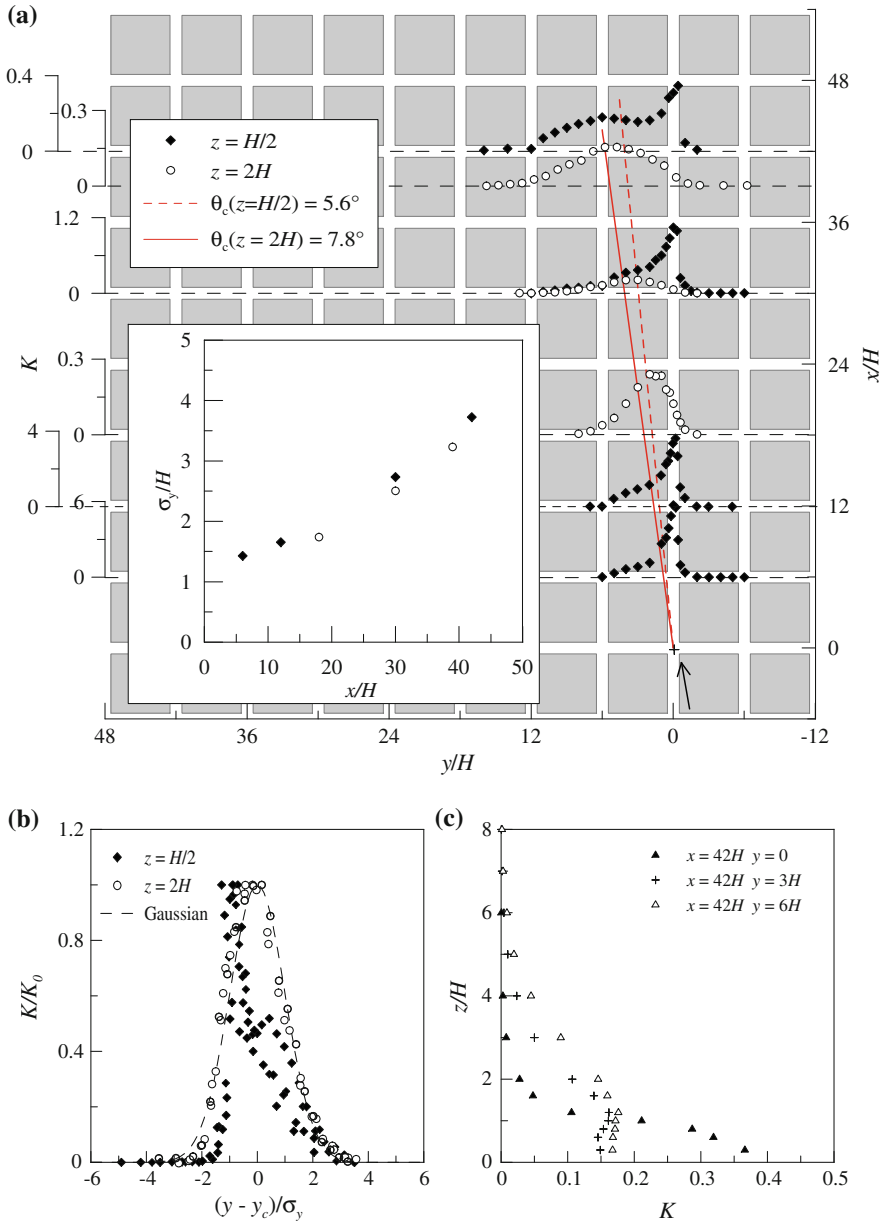 (a)
0.4
0.3
0
0
1.2
0
0.3
0
4
0
6
0
K
z = H/2
z = 2H
θc(z=H/2) = 5.6°
θc(z = 2H) = 7.8°
48
36
24
12
0
x/H
5
4
3
2
1
0
σy/H
0 10 20 30 40 50
x/H
48 36 24 12 0 -12
y/H
(b)
1.2
0.8
0.4
0
K/K0
z = H/2
z = 2H
Gaussian
-6 -4 -2 0 2 4 6
(y - yc)/σy
(c)
8
6
4
2
0
z/H
x = 42H y = 0
x = 42H y = 3H
x = 42H y = 6H
0 0.1 0.2 0.3 0.4 0.5
K